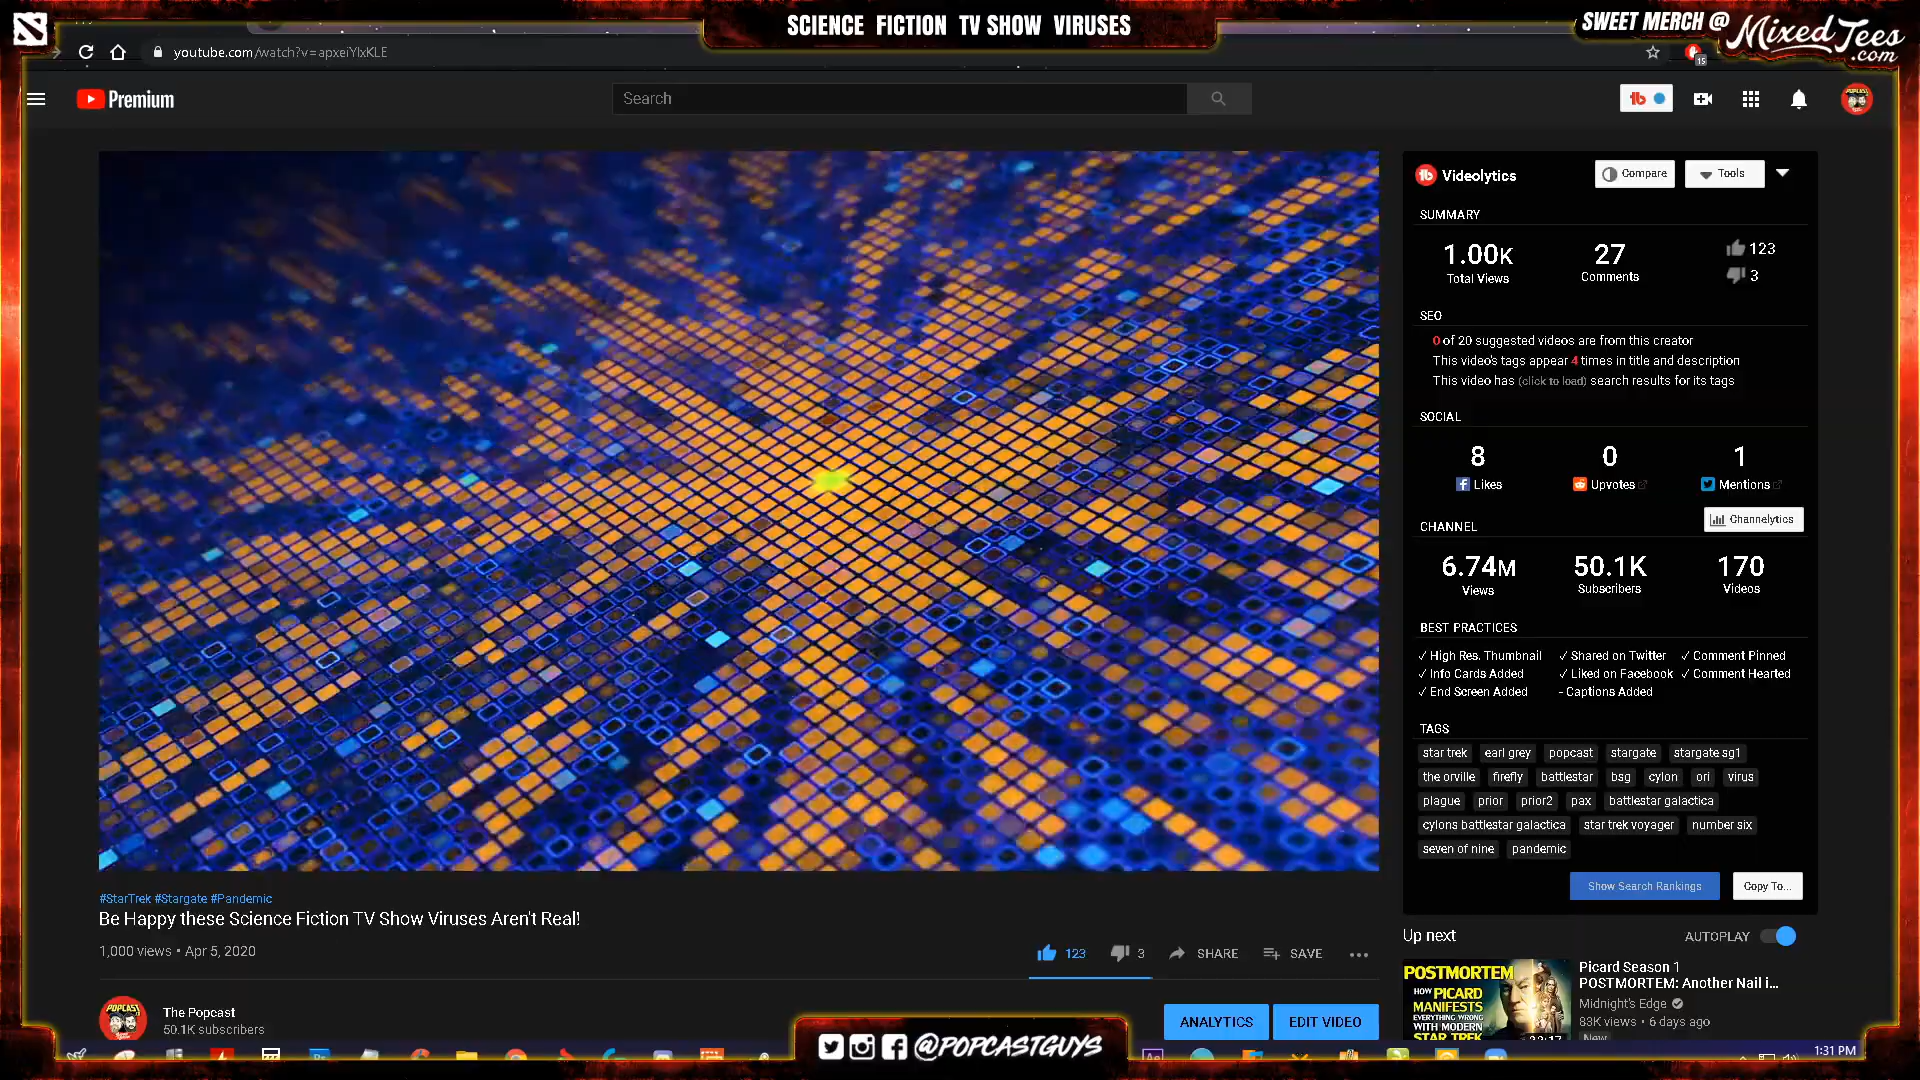 SCIENCE FICTION TV SHOW VIRUSES
SWEET MERCH @
MixedTees
.com
youtube.com/watch?v=apxeiYlxKLE
15
Premium
Search
Videolytics
Compare
Tools
SUMMARY
1.00K
Total Views
27
Comments
123
3
SEO
0 of 20 suggested videos are from this creator
This video's tags appear 4 times in title and description
This video has (click to load) search results for its tags
SOCIAL
8
Likes
0
Upvotes
1
Mentions
CHANNEL
Channelytics
6.74M
Views
50.1K
Subscribers
170
Videos
BEST PRACTICES
✓ High Res. Thumbnail ✓ Shared on Twitter ✓ Comment Pinned
✓ Info Cards Added ✓ Liked on Facebook ✓ Comment Hearted
✓ End Screen Added - Captions Added
TAGS
star trek earl grey popcast stargate stargate sg1
the orville firefly battlestar bsg cylon ori virus
plague prior prior2 pax battlestar galactica
cylons battlestar galactica star trek voyager number six
seven of nine pandemic
Show Search Rankings Copy To...
#StarTrek #Stargate #Pandemic
Be Happy these Science Fiction TV Show Viruses Aren't Real!
1,000 views • Apr 5, 2020
123 3 SHARE SAVE
The Popcast
50.1K subscribers
ANALYTICS EDIT VIDEO
Up next AUTOPLAY
POSTMORTEM
HOW PICARD
MANIFESTS
EVERYTHING WRONG
WITH MODERN
STAR TREK
Picard Season 1
POSTMORTEM: Another Nail i...
Midnight's Edge
83K views • 6 days ago
New
@POPCASTGUYS
1:31 PM